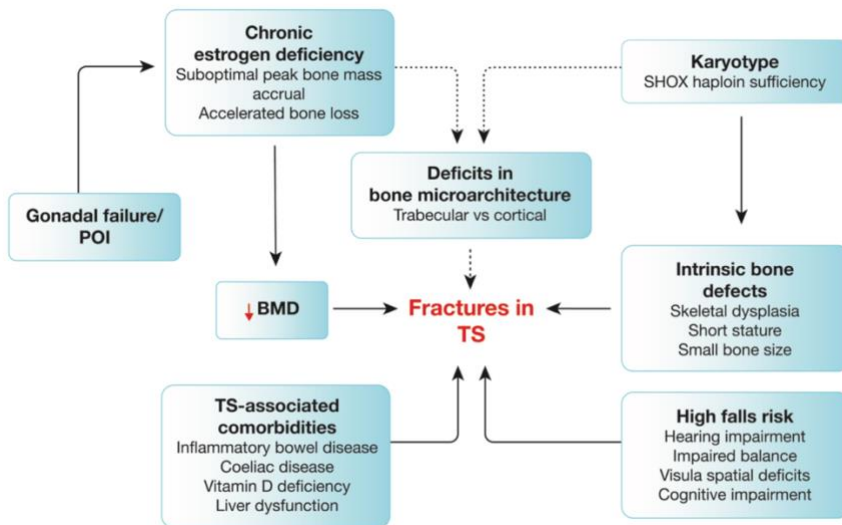 Chronic
estrogen deficiency
Suboptimal peak bone mass
accrual
Accelerated bone loss
Karyotype
SHOX haploin sufficiency
Deficits in
bone microarchitecture
Trabecular vs cortical
Gonadal failure/
POI
↓BMD
Fractures in
TS
Intrinsic bone
defects
Skeletal dysplasia
Short stature
Small bone size
TS-associated
comorbidities
Inflammatory bowel disease
Coeliac disease
Vitamin D deficiency
Liver dysfunction
High falls risk
Hearing impairment
Impaired balance
Visula spatial deficits
Cognitive impairment